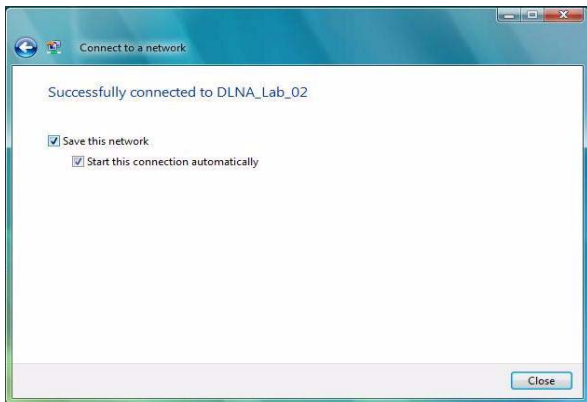 Connect to a network
Successfully connected to DLNA_Lab_02
Save this network
Start this connection automatically
Close